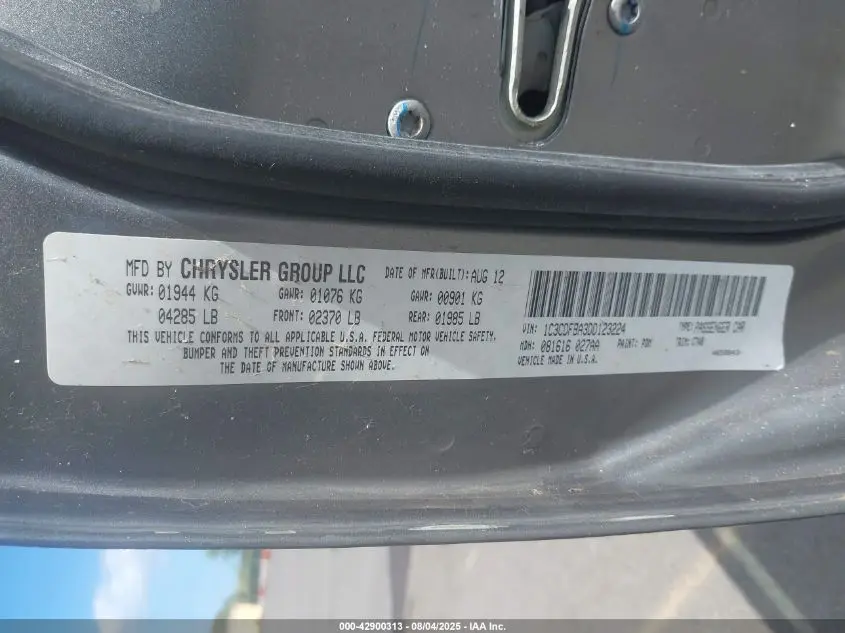 MFD BY CHRYSLER GROUP LLC DATE OF MFR(BUILT): AUG 12
GVWR: 01944 KG GAWR: 01076 KG GAWR: 00901 KG
04285 LB FRONT: 02370 LB REAR: 01985 LB
THIS VEHICLE CONFORMS TO ALL APPLICABLE U.S.A. FEDERAL MOTOR VEHICLE SAFETY,
BUMPER AND THEFT PREVENTION STANDARDS IN EFFECT ON
THE DATE OF MANUFACTURE SHOWN ABOVE.
VIN: 1C3CDFBA3DD123224 TYPE: PASSENGER CAR
MDH: 081616 027AA PAINT: PDM TRIM:
VEHICLE MADE IN U.S.A.
000-42900313 - 08/04/2025 - IAA Inc.